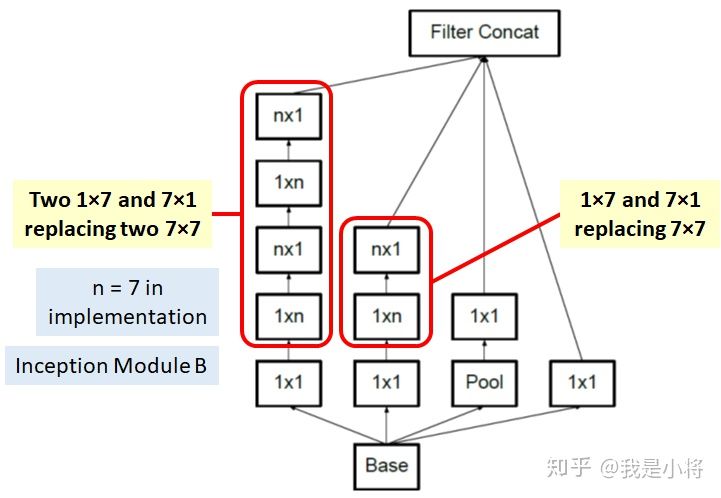 Filter Concat
nx1
1xn
Two 1×7 and 7×1
replacing two 7×7
1×7 and 7×1
replacing 7×7
nx1
nx1
n = 7 in
implementation
1xn
1xn
1x1
Inception Module B
1x1
1x1
Pool
1x1
Base
知乎 @我是小将